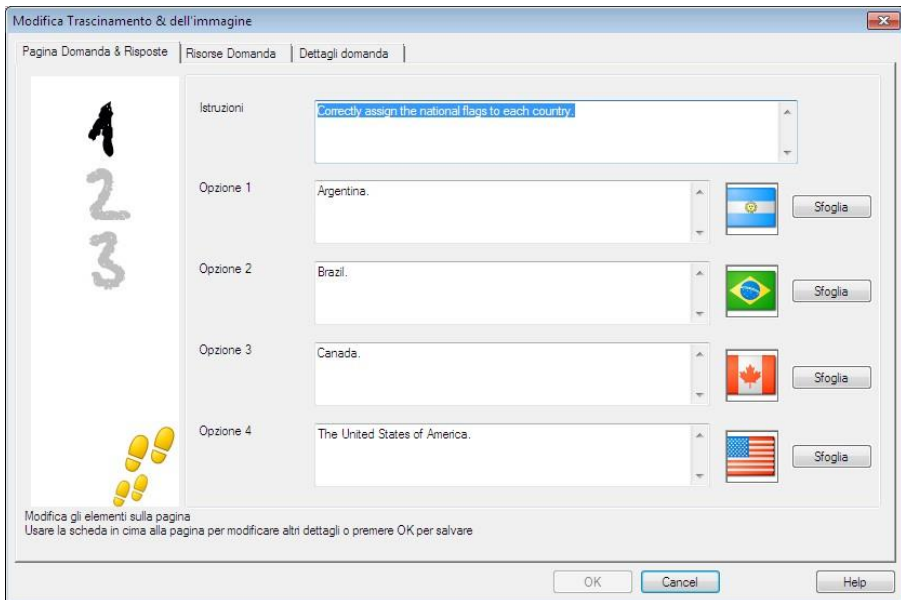 Modifica Trascinamento & dell'immagine
Pagina Domanda & Risposte
Risorse Domanda
Dettagli domanda
1
2
3
Istruzioni
Correctly assign the national flags to each country.
Opzione 1
Argentina.
Sfoglia
Opzione 2
Brazil.
Sfoglia
Opzione 3
Canada.
Sfoglia
Opzione 4
The United States of America.
Sfoglia
Modifica gli elementi sulla pagina
Usare la scheda in cima alla pagina per modificare altri dettagli o premere OK per salvare
OK
Cancel
Help